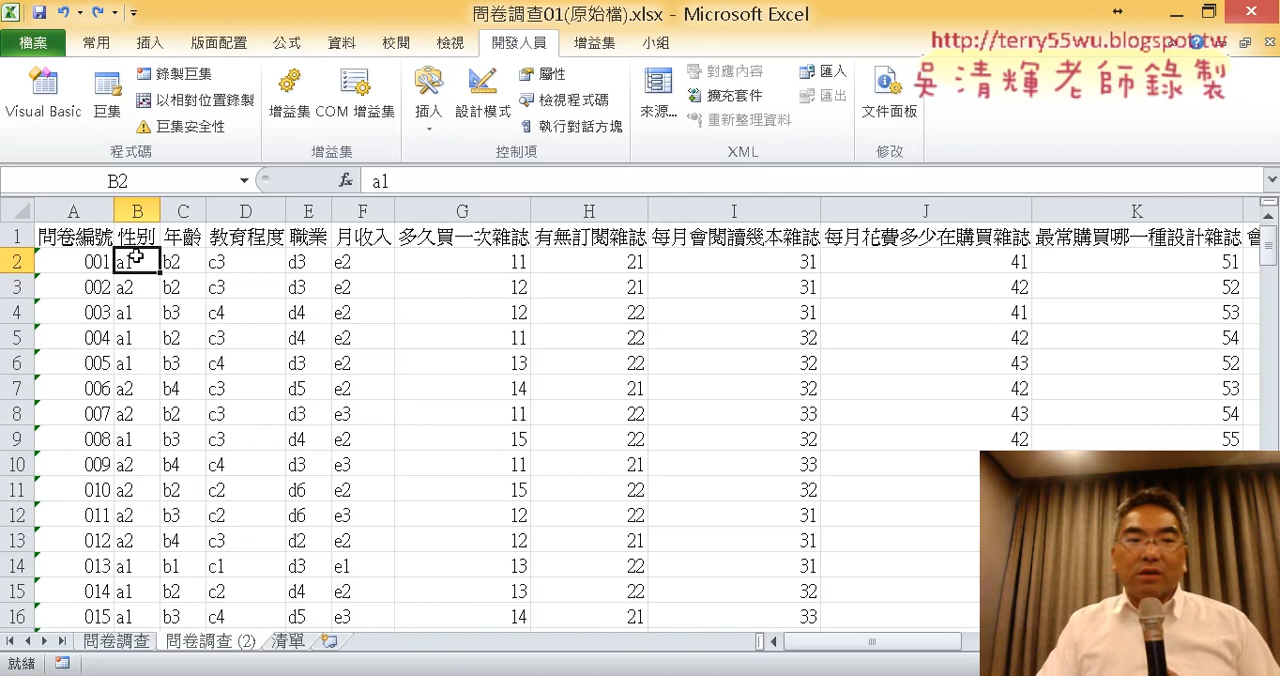 問卷調查01(原始檔).xlsx - Microsoft Excel
檔案 常用 插入 版面配置 公式 資料 校閱 檢視 開發人員 增益集 小組
http://terry55wu.blogspot.tw
吳清輝老師錄製
Visual Basic 巨集 錄製巨集 以相對位置錄製 巨集安全性 程式碼
增益集 COM 增益集 增益集
插入 設計模式 屬性 檢視程式碼 執行對話方塊 控制項
來源... 對應內容 擴充套件 重新整理資料 匯入 匯出 XML
文件面板 修改
B2 fx a1
A B C D E F G H I J K
1 問卷編號 性別 年齡 教育程度 職業 月收入 多久買一次雜誌 有無訂閱雜誌 每月會閱讀幾本雜誌 每月花費多少在購買雜誌 最常購買哪一種設計雜誌 會
2 001 a1 b2 c3 d3 e2 11 21 31 41 51
3 002 a2 b2 c3 d3 e2 12 21 31 42 52
4 003 a1 b3 c4 d4 e2 12 22 31 41 53
5 004 a1 b2 c3 d4 e2 11 22 32 42 54
6 005 a1 b3 c4 d3 e2 13 22 32 43 52
7 006 a2 b4 c3 d5 e2 14 21 32 42 53
8 007 a2 b2 c3 d3 e3 11 22 33 43 54
9 008 a1 b3 c3 d4 e2 15 22 32 42 55
10 009 a2 b4 c4 d3 e3 11 21 33
11 010 a2 b2 c2 d6 e2 15 22 32
12 011 a2 b3 c2 d6 e3 12 22 31
13 012 a2 b4 c3 d2 e2 12 21 31
14 013 a1 b1 c1 d3 e1 13 22 31
15 014 a1 b2 c2 d4 e2 13 22 32
16 015 a1 b3 c4 d5 e3 14 21 33
問卷調查 問卷調查 (2) 清單
就緒